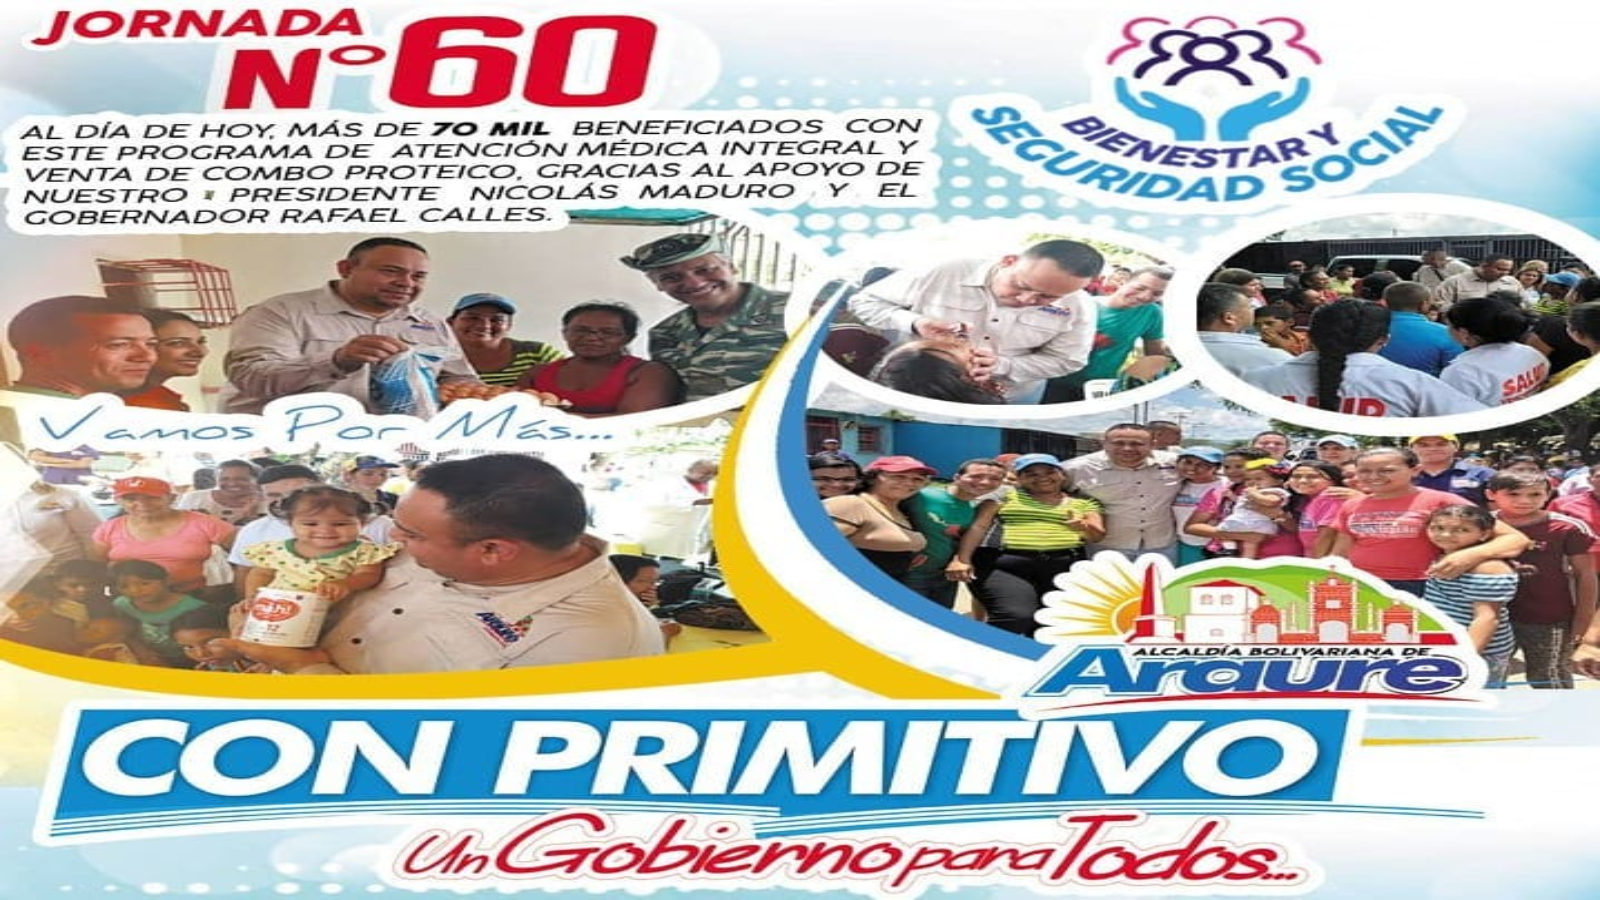 JORNADA
N° 60
AL DÍA DE HOY, MÁS DE 70 MIL BENEFICIADOS CON
ESTE PROGRAMA DE ATENCIÓN MÉDICA INTEGRAL Y
VENTA DE COMBO PROTEICO, GRACIAS AL APOYO DE
NUESTRO PRESIDENTE NICOLÁS MADURO Y EL
GOBERNADOR RAFAEL CALLES.
BIENESTAR Y
SEGURIDAD SOCIAL
SALUD
Vamos Por Más...
ALCALDÍA BOLIVARIANA DE
Araure
CON PRIMITIVO
Un Gobierno para Todos...